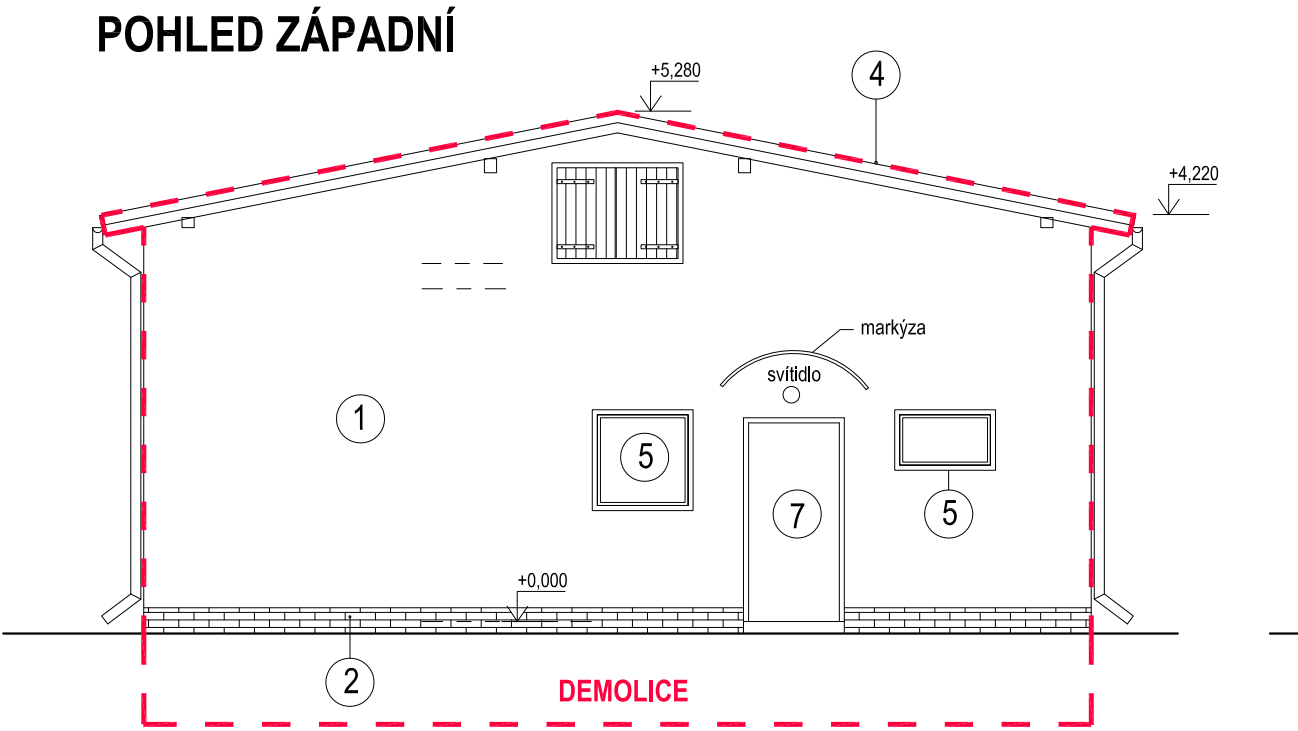 POHLED ZÁPADNÍ
+5,280
4
+4,220
markýza
svítidlo
1
5
7
5
+0,000
2
DEMOLICE